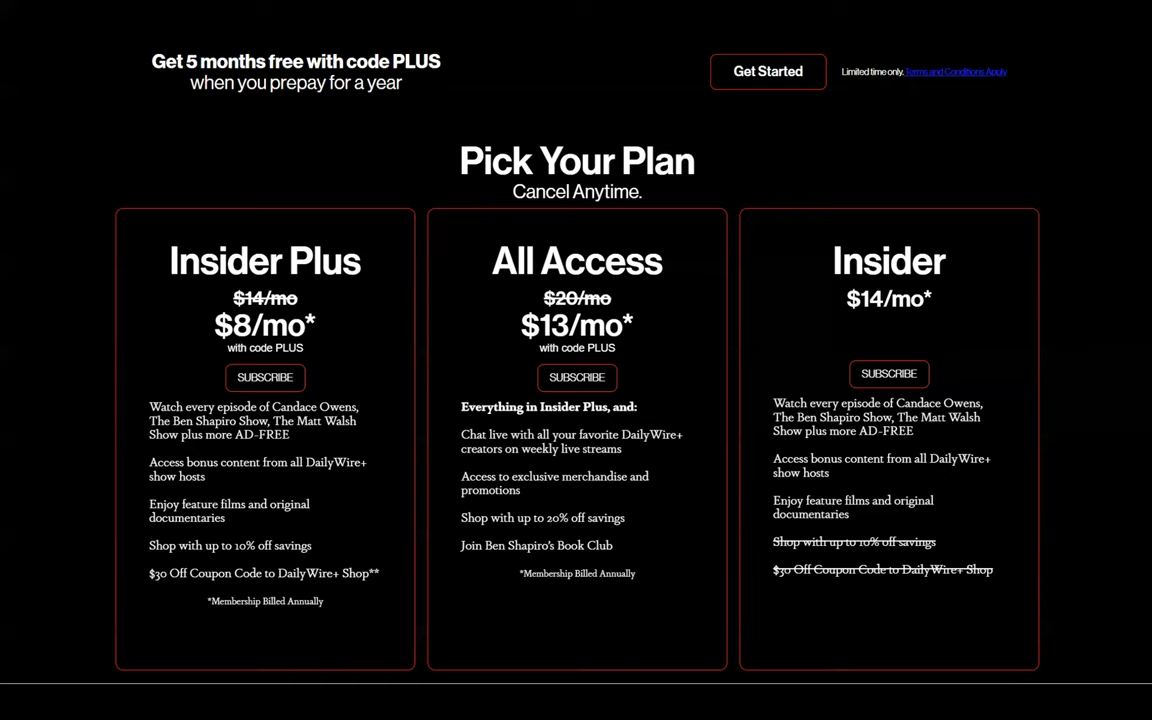 Get 5 months free with code PLUS
when you prepay for a year
Get Started
Limited time only. Terms and Conditions Apply
Pick Your Plan
Cancel Anytime.
Insider Plus
$14/mo
$8/mo*
with code PLUS
SUBSCRIBE
Watch every episode of Candace Owens,
The Ben Shapiro Show, The Matt Walsh
Show plus more AD-FREE
Access bonus content from all DailyWire+
show hosts
Enjoy feature films and original
documentaries
Shop with up to 10% off savings
$30 Off Coupon Code to DailyWire+ Shop**
*Membership Billed Annually
All Access
$20/mo
$13/mo*
with code PLUS
SUBSCRIBE
Everything in Insider Plus, and:
Chat live with all your favorite DailyWire+
creators on weekly live streams
Access to exclusive merchandise and
promotions
Shop with up to 20% off savings
Join Ben Shapiro's Book Club
*Membership Billed Annually
Insider
$14/mo*
SUBSCRIBE
Watch every episode of Candace Owens,
The Ben Shapiro Show, The Matt Walsh
Show plus more AD-FREE
Access bonus content from all DailyWire+
show hosts
Enjoy feature films and original
documentaries
Shop with up to 10% off savings
$30 Off Coupon Code to DailyWire+ Shop